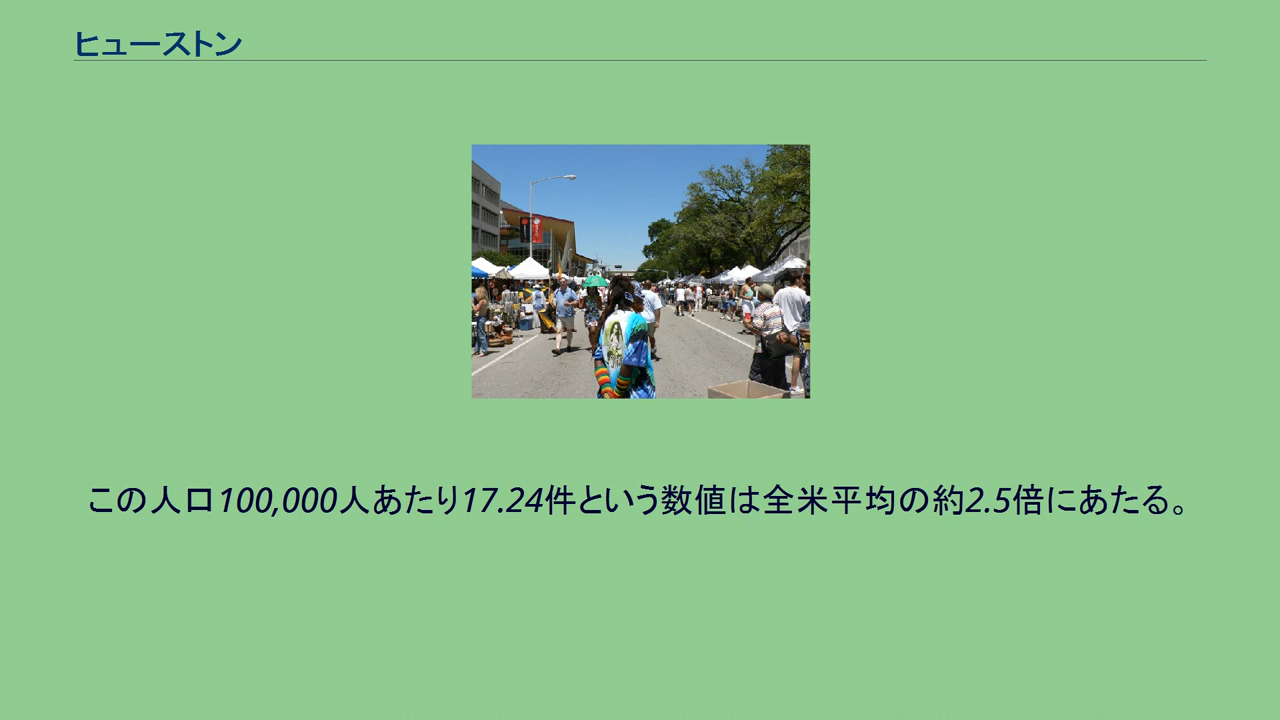 ヒューストン
この人口100,000人あたり17.24件という数値は全米平均の約2.5倍にあたる。